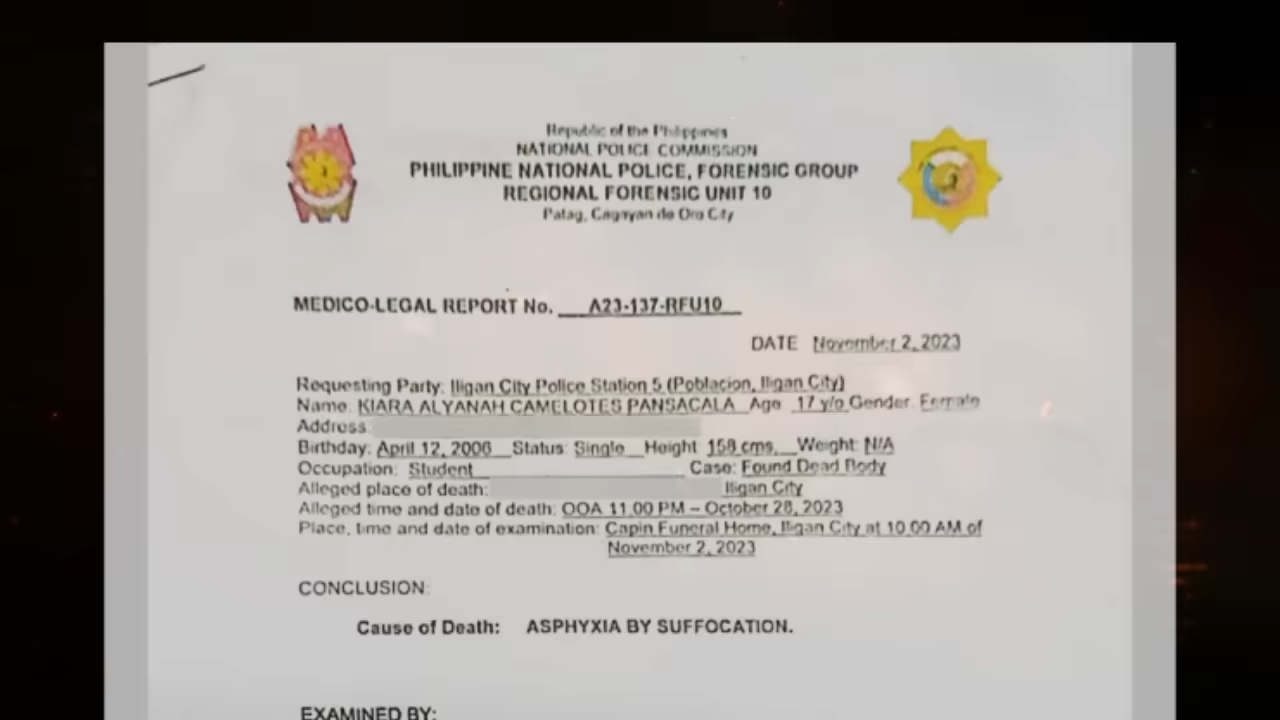 Republic of the Philippines
NATIONAL POLICE COMMISSION
PHILIPPINE NATIONAL POLICE, FORENSIC GROUP
REGIONAL FORENSIC UNIT 10
Patag, Cagayan de Oro City
MEDICO-LEGAL REPORT No. A23-137-RFU10
DATE November 2, 2023
Requesting Party: Iligan City Police Station 5 (Poblacion, Iligan City)
Name: KIARA ALYANAH CAMELOTES PANSACALA Age 17 y/o Gender: Female
Address:
Birthday: April 12, 2006 Status: Single Height 158 cms. Weight: N/A
Occupation: Student Case: Found Dead Body
Alleged place of death: Iligan City
Alleged time and date of death: OOA 11:00 PM – October 28, 2023
Place, time and date of examination: Capin Funeral Home, Iligan City at 10:00 AM of
November 2, 2023
CONCLUSION:
Cause of Death: ASPHYXIA BY SUFFOCATION.
EXAMINED BY: